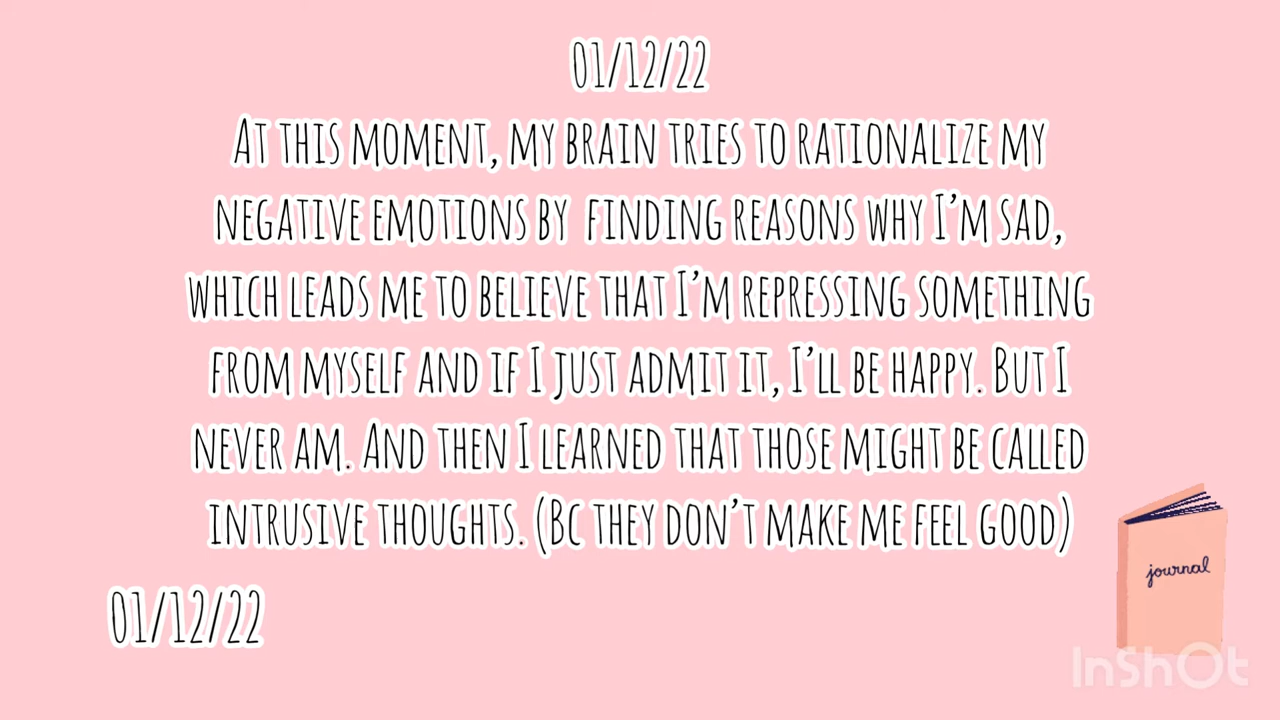 01/12/22
At this moment, my brain tries to rationalize my
negative emotions by finding reasons why I'm sad,
which leads me to believe that I'm repressing something
from myself and if I just admit it, I'll be happy. But I
never am. And then I learned that those might be called
intrusive thoughts. (Bc they don't make me feel good)
journal
01/12/22
InShOt